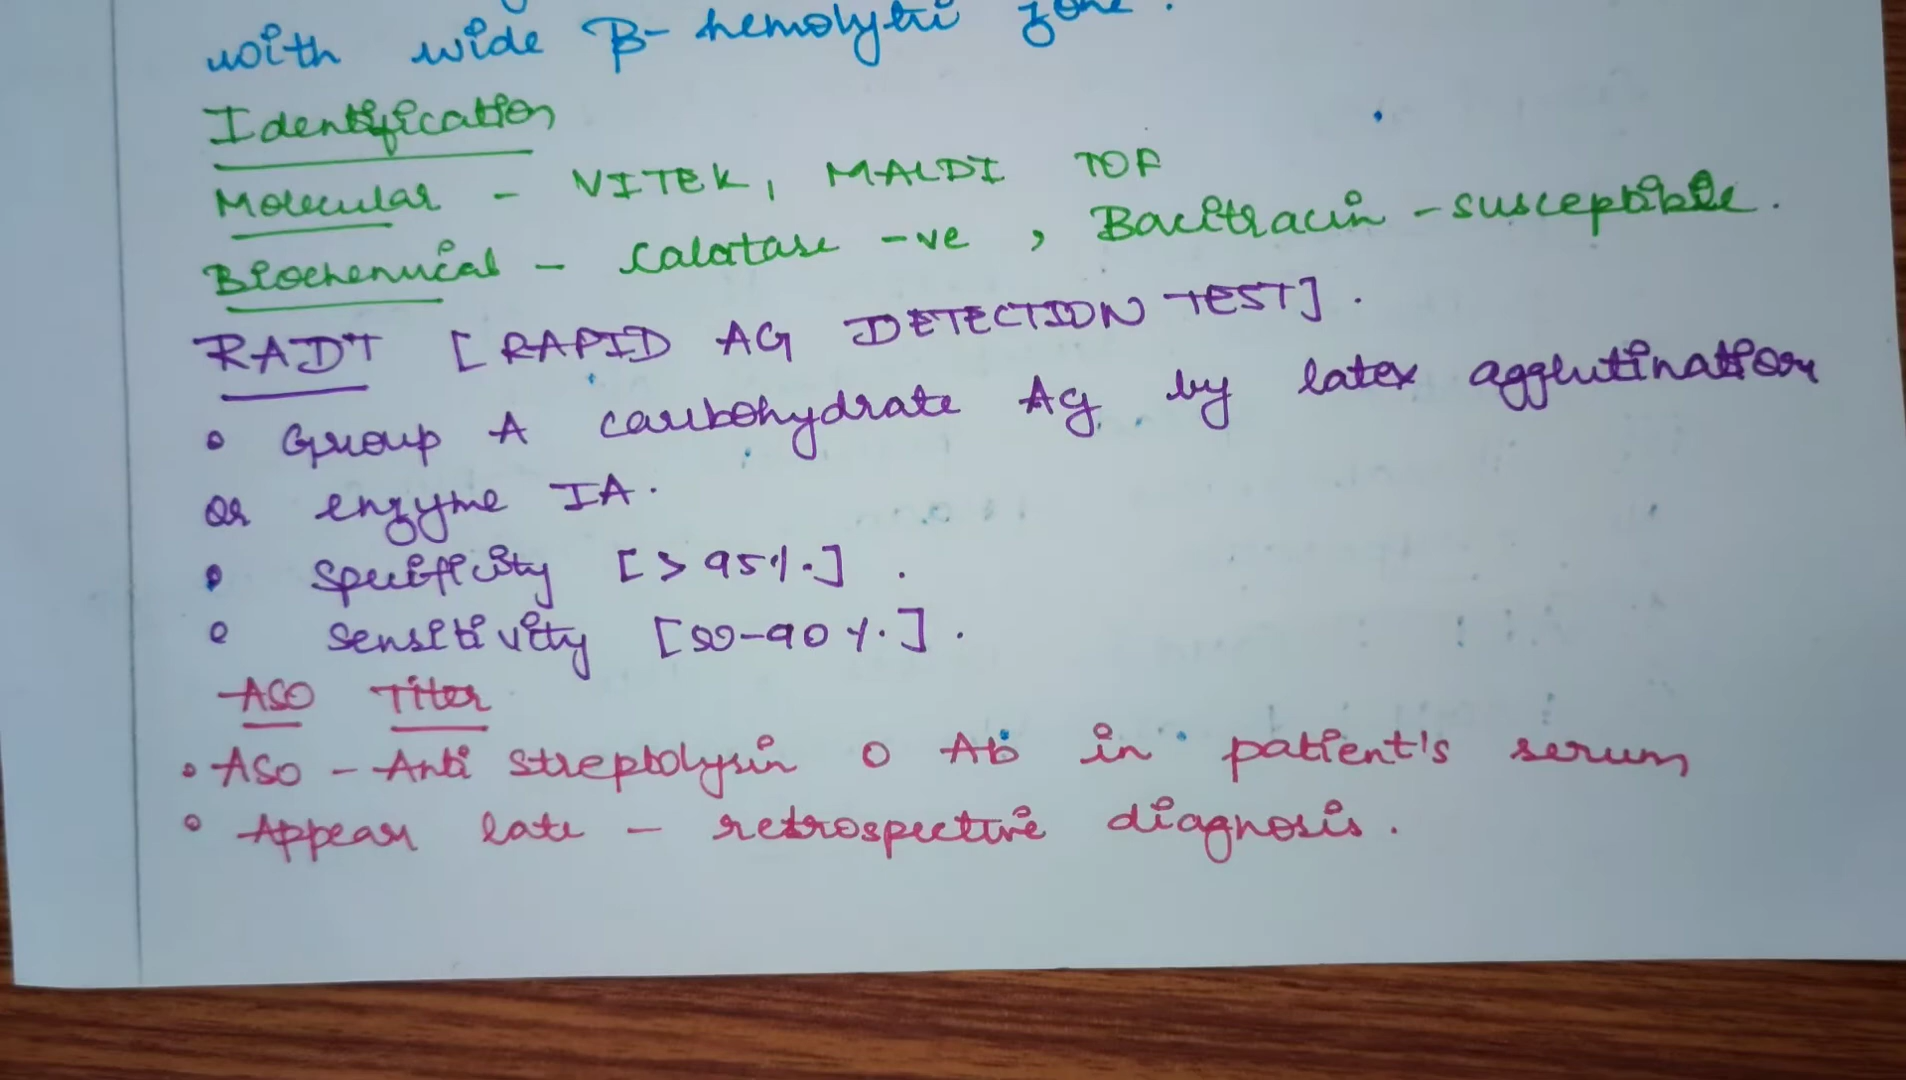 with wide β-hemolytic zone.
Identification
Molecular - VITEK, MALDI TOF
Biochemical - Calatase -ve , Bacitracin - susceptible.
RADT [RAPID AG DETECTION TEST].
• Group A carbohydrate Ag by latex agglutination
or enzyme IA.
• Specificity [> 95%.] .
• Sensitivity [80-90%.] .
ASO Titer
• ASO - Anti streptolysin O Ab in patient's serum
• Appear late - retrospective diagnosis.